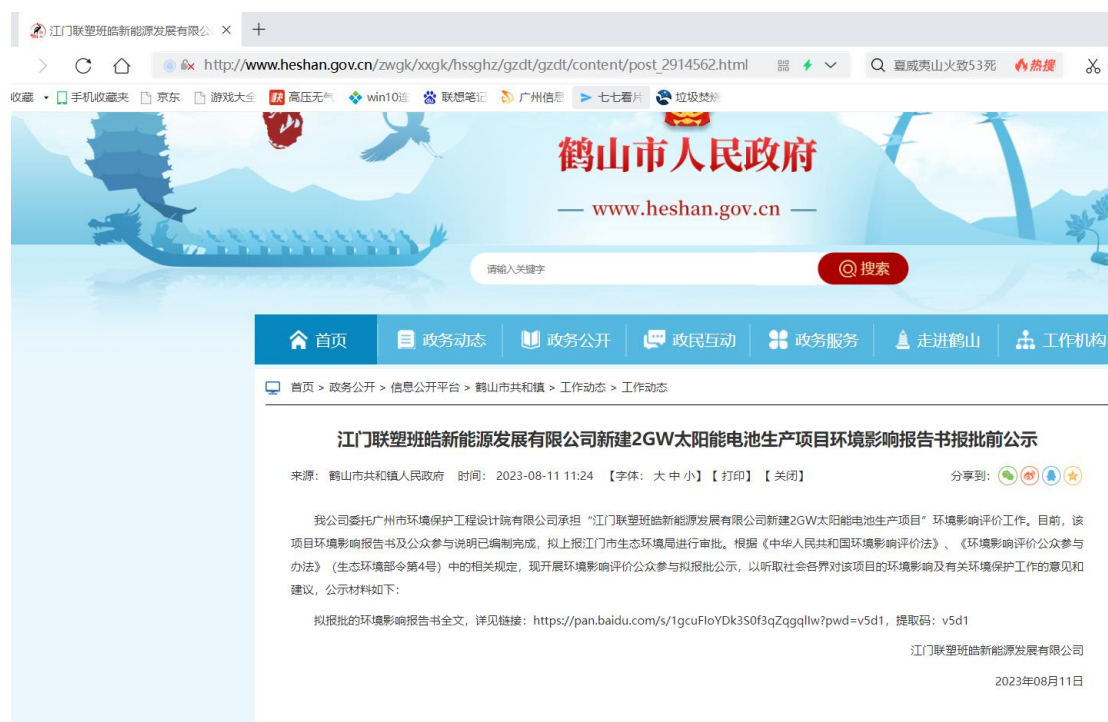 江门联塑班皓新能源发展有限公
http://www.heshan.gov.cn/zwgk/xxgk/hssghz/gzdt/gzdt/content/post_2914562.html
夏威夷山火致53死 热搜
收藏 手机收藏夹 京东 游戏大全 高压无气 win10连 联想笔记 广州信息 七七看片 垃圾焚烧
鹤山市人民政府
www.heshan.gov.cn
请输入关键字 搜索
首页 政务动态 政务公开 政民互动 政务服务 走进鹤山 工作机构
首页 > 政务公开 > 信息公开平台 > 鹤山市共和镇 > 工作动态 > 工作动态
江门联塑班皓新能源发展有限公司新建2GW太阳能电池生产项目环境影响报告书报批前公示
来源: 鹤山市共和镇人民政府 时间: 2023-08-11 11:24 【字体: 大 中 小】【 打印】【 关闭】 分享到:
我公司委托广州市环境保护工程设计院有限公司承担“江门联塑班皓新能源发展有限公司新建2GW太阳能电池生产项目”环境影响评价工作。目前, 该
项目环境影响报告书及公众参与说明已编制完成, 拟上报江门市生态环境局进行审批。根据《中华人民共和国环境影响评价法》、《环境影响评价公众参与
办法》(生态环境部令第4号)中的相关规定, 现开展环境影响评价公众参与拟报批公示, 以听取社会各界对该项目的环境影响及有关环境保护工作的意见和
建议, 公示材料如下:
拟报批的环境影响报告书全文, 详见链接: https://pan.baidu.com/s/1gcuFIoYDk3S0f3qZqgqlIw?pwd=v5d1, 提取码: v5d1
江门联塑班皓新能源发展有限公司
2023年08月11日